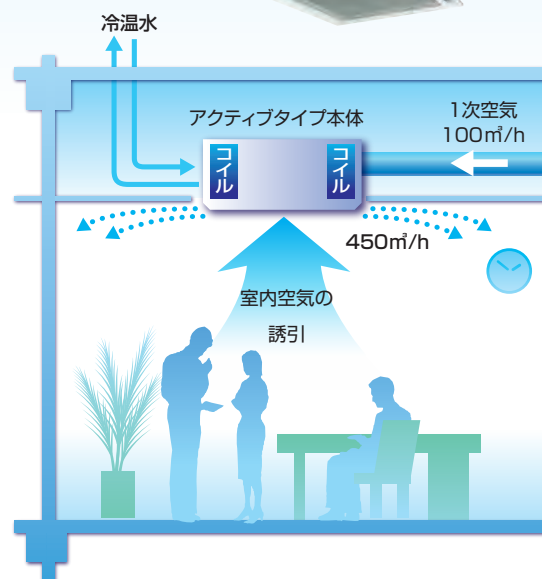 冷温水
アクティブタイプ本体
1次空気
100㎥/h
コイル
コイル
450㎥/h
室内空気の
誘引